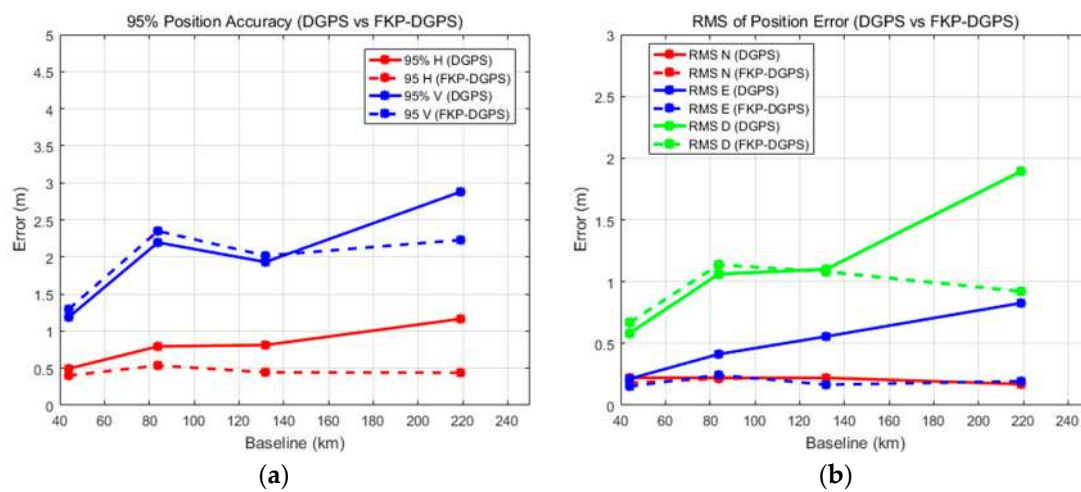 95% Position Accuracy (DGPS vs FKP-DGPS)
5
4.5
4
3.5
3
2.5
2
1.5
1
0.5
0
Error (m)
95% H (DGPS)
95 H (FKP-DGPS)
95% V (DGPS)
95 V (FKP-DGPS)
40 60 80 100 120 140 160 180 200 220 240
Baseline (km)
(a)
RMS of Position Error (DGPS vs FKP-DGPS)
3
2.5
2
1.5
1
0.5
0
Error (m)
RMS N (DGPS)
RMS N (FKP-DGPS)
RMS E (DGPS)
RMS E (FKP-DGPS)
RMS D (DGPS)
RMS D (FKP-DGPS)
40 60 80 100 120 140 160 180 200 220 240
Baseline (km)
(b)